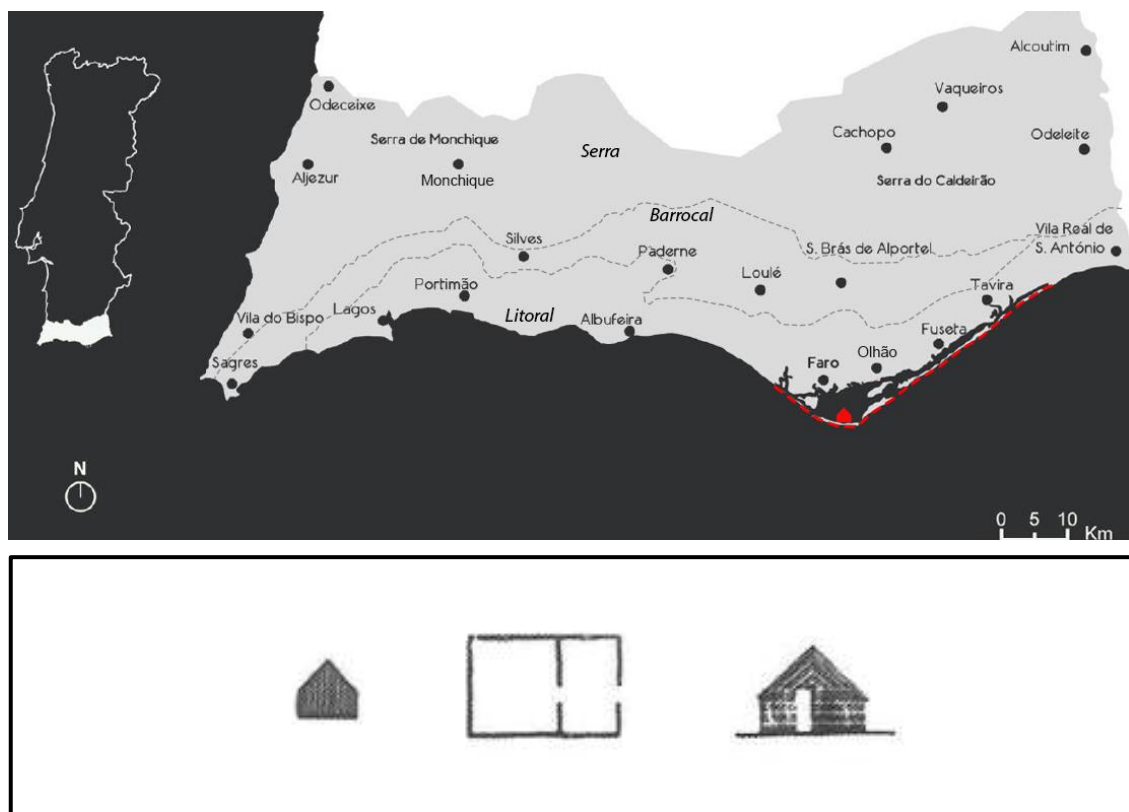 Alcoutim
Odeceixe
Vaqueiros
Serra de Monchique
Serra
Cachopo
Odeleite
Aljezur
Monchique
Serra do Caldeirão
Barrocal
Silves
Paderne
S. Brás de Alportel
Vila Reál de
S. António
Loulé
Portimão
Tavira
Lagos
Litoral
Albufeira
Vila do Bispo
Fuseta
Sagres
Faro
Olhão
N
0 5 10
Km